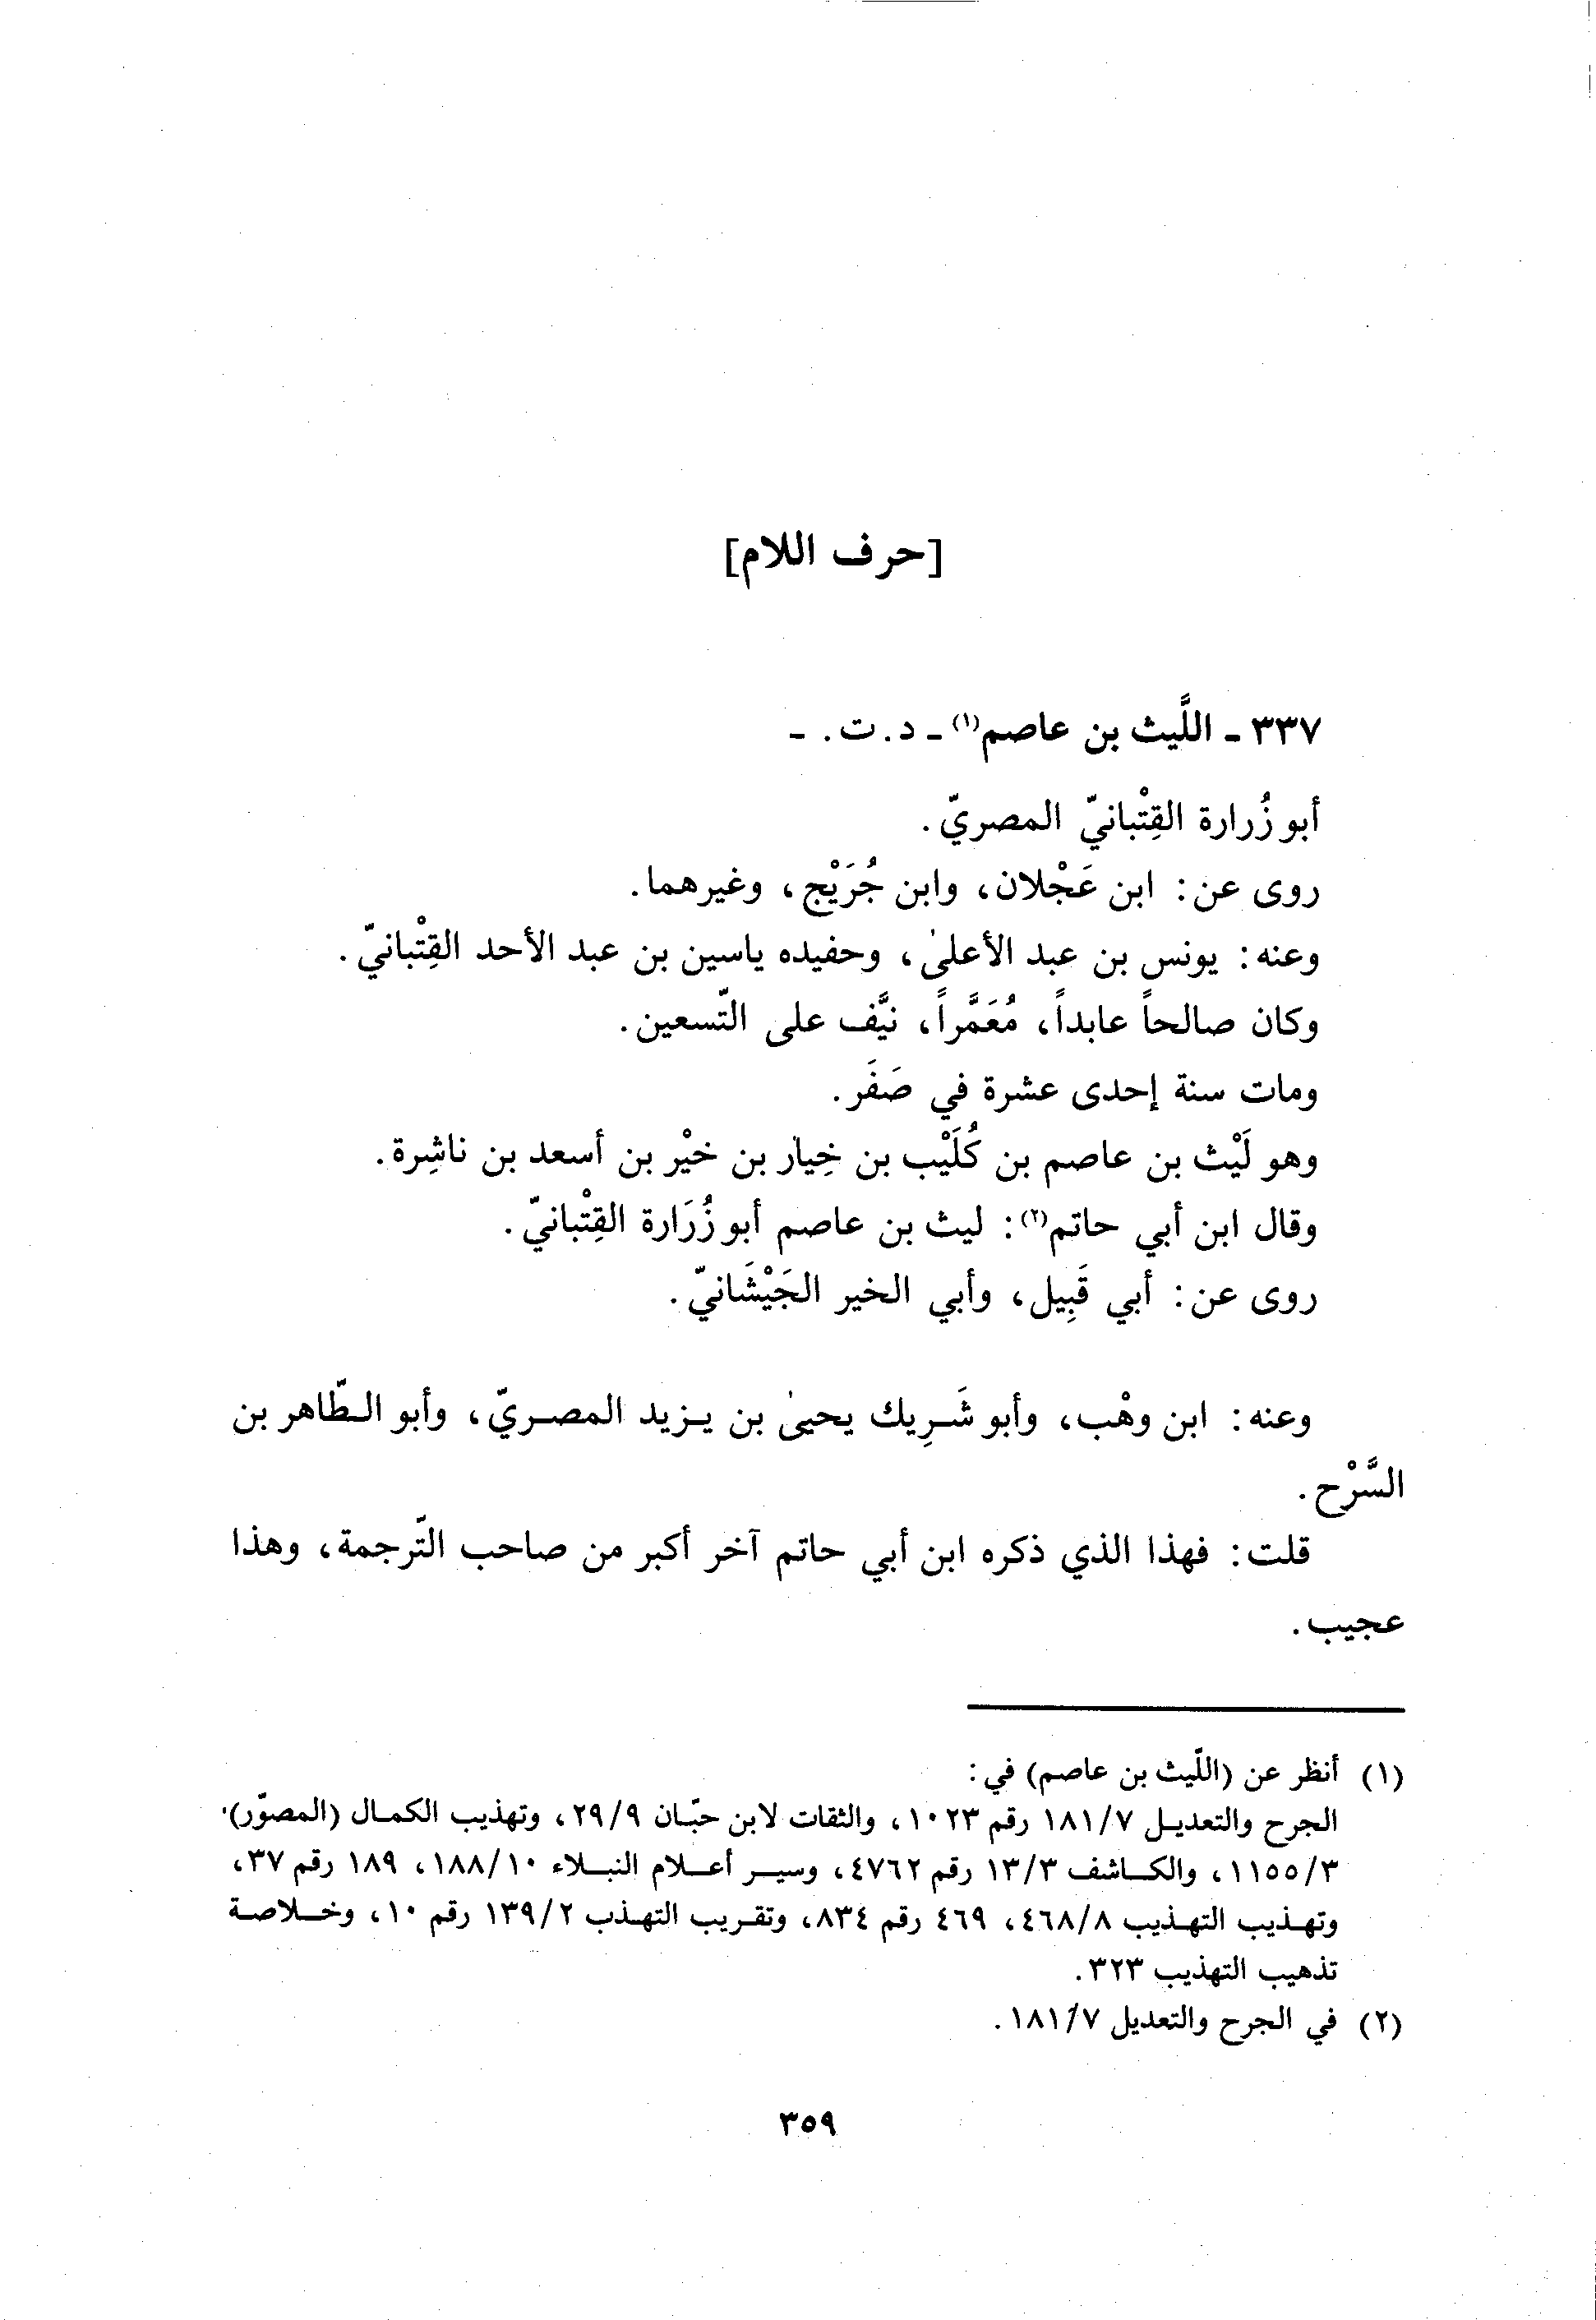 [حرف اللام]
٣٣٧ - اللَّيث بن عاصم(١) - د. ت. -
أبو زُرارة القِتْبانيّ المصريّ.
روى عن: ابن عَجْلان، وابن جُرَيْج، وغيرهما.
وعنه: يونس بن عبد الأعلىٰ، وحفيده ياسين بن عبد الأحد القِتْبانيّ.
وكان صالحاً عابداً، مُعَمَّراً، نيَّف على التّسعين.
ومات سنة إحدى عشرة في صَفَر.
وهو لَيْث بن عاصم بن كُلَيْب بن خِيار بن خيْر بن أسعد بن ناشِرة.
وقال ابن أبي حاتم(٢): ليث بن عاصم أبو زُرَارة القِتْبانيّ.
روى عن: أبي قَبِيل، وأبي الخير الجَيْشَانيّ.
وعنه: ابن وهْب، وأبو شَرِيك يحيىٰ بن يزيد المصريّ، وأبو الطّاهر بن
السَّرْح.
قلت: فهذا الذي ذكره ابن أبي حاتم آخر أكبر من صاحب التّرجمة، وهذا
عجيب.
(١) أنظر عن (اللّيث بن عاصم) في:
الجرح والتعديل ١٨١/٧ رقم ١٠٢٣، والثقات لابن حبّان ٢٩/٩، وتهذيب الكمال (المصوّر)
١١٥٥/٣، والكاشف ١٣/٣ رقم ٤٧٦٢، وسير أعلام النبلاء ١٨٨/١٠، ١٨٩ رقم ٣٧،
وتهذيب التهذيب ٤٦٨/٨، ٤٦٩ رقم ٨٣٤، وتقريب التهذب ١٣٩/٢ رقم ١٠، وخلاصة
تذهيب التهذيب ٣٢٣.
(٢) في الجرح والتعديل ١٨١/٧.
٣٥٩